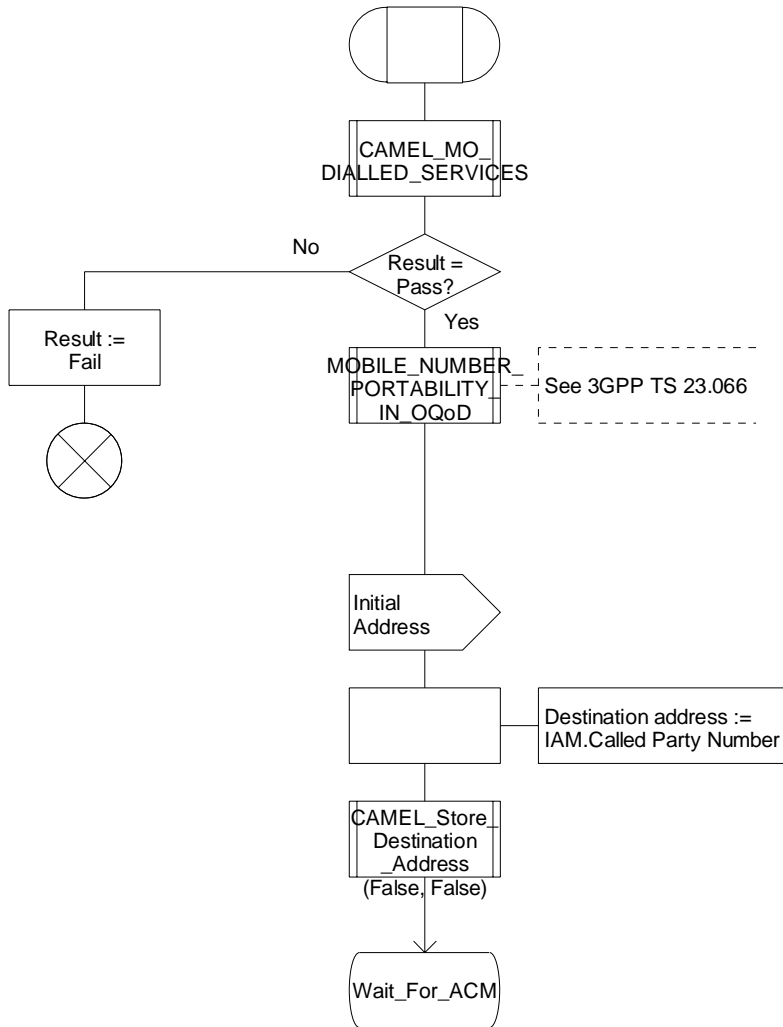 CAMEL_MO_
DIALLED_SERVICES
No
Result =
Pass?
Yes
Result :=
Fail
MOBILE_NUMBER_
PORTABILITY_
IN_OQoD
See 3GPP TS 23.066
Initial
Address
Destination address :=
IAM.Called Party Number
CAMEL_Store_
Destination
_Address
(False, False)
Wait_For_ACM